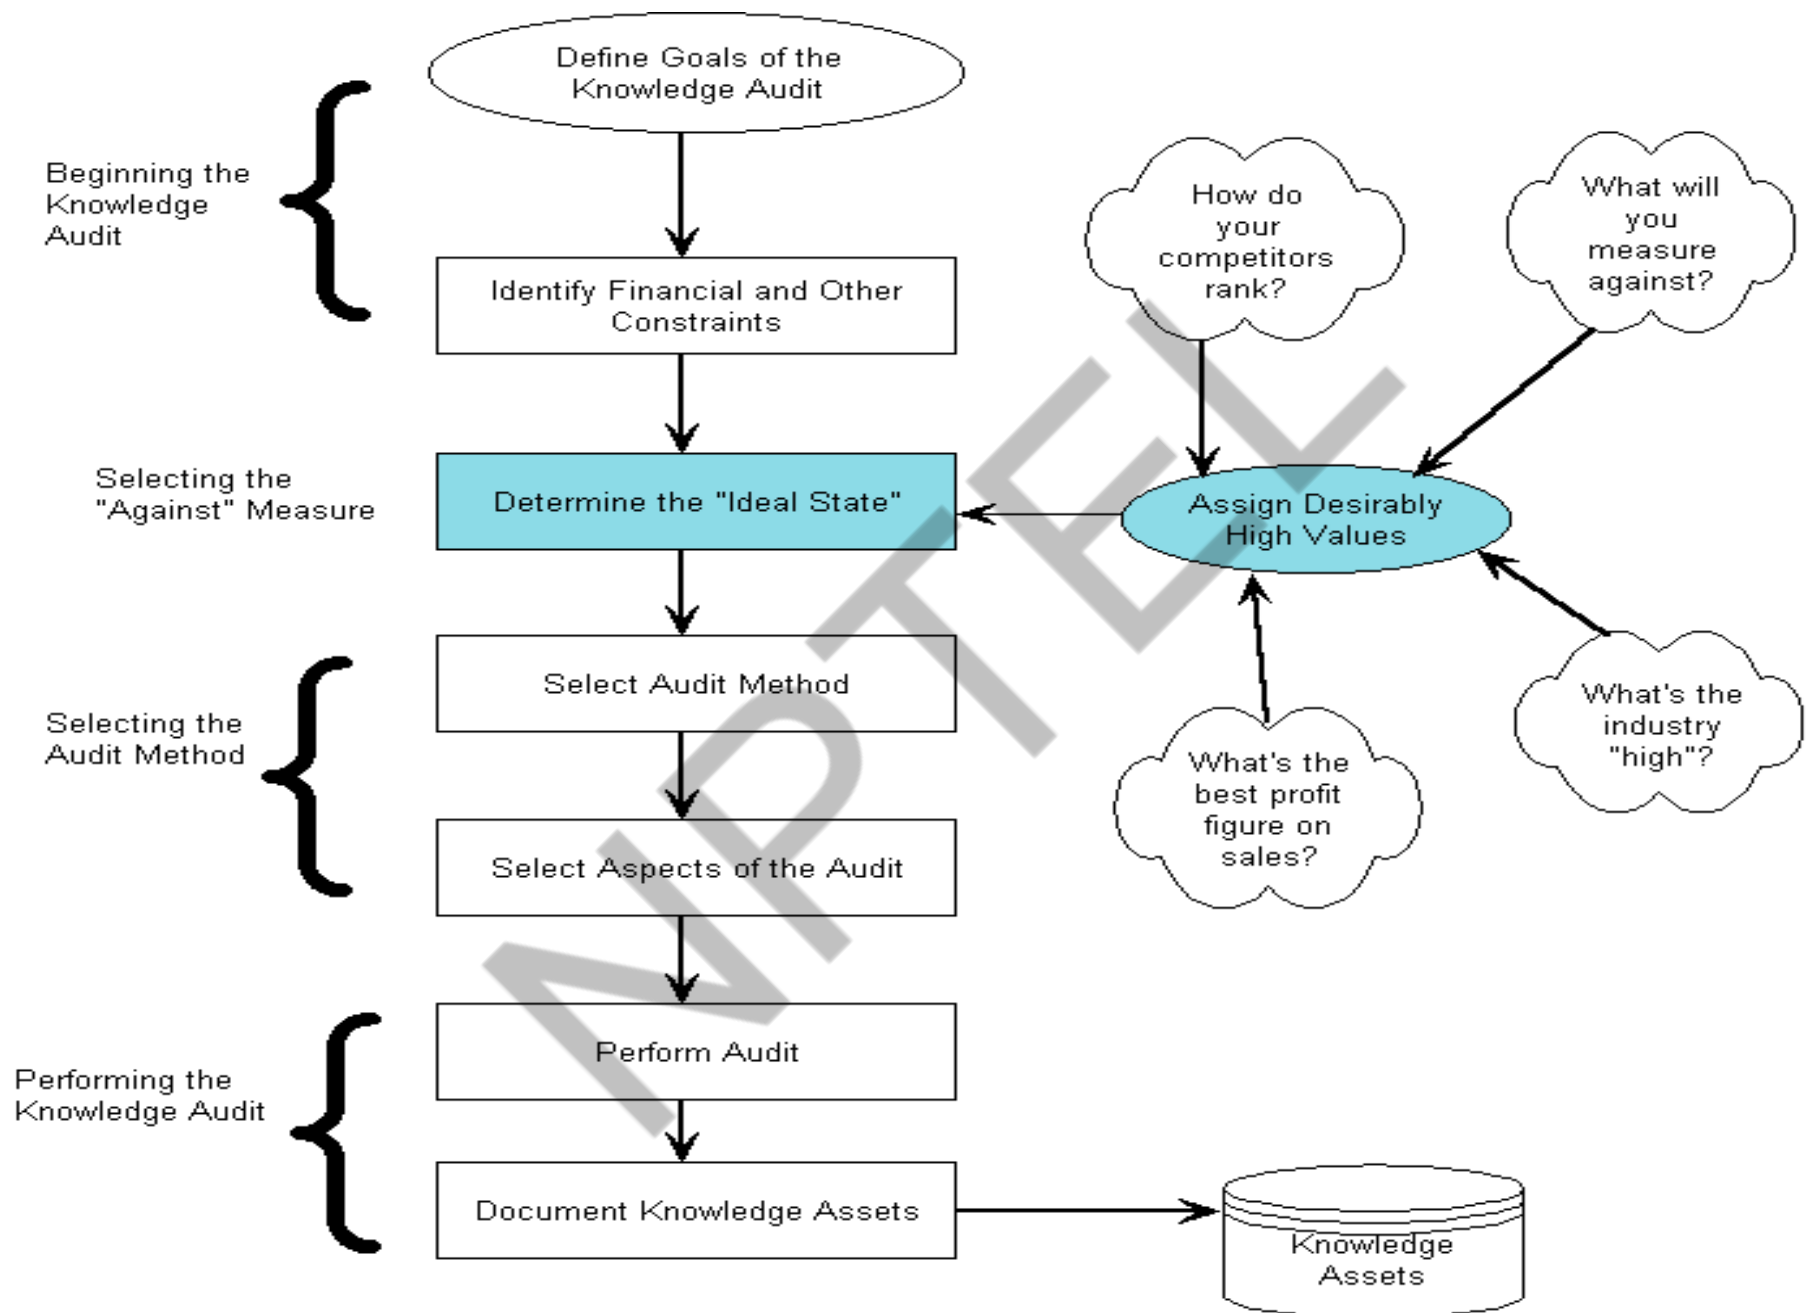 Define Goals of the
Knowledge Audit
Beginning the
Knowledge
Audit
Identify Financial and Other
Constraints
How do
your
competitors
rank?
What will
you
measure
against?
Selecting the
"Against" Measure
Determine the "Ideal State"
Assign Desirably
High Values
Selecting the
Audit Method
Select Audit Method
Select Aspects of the Audit
What's the
best profit
figure on
sales?
What's the
industry
"high"?
Performing the
Knowledge Audit
Perform Audit
Document Knowledge Assets
Knowledge
Assets
NPTEL